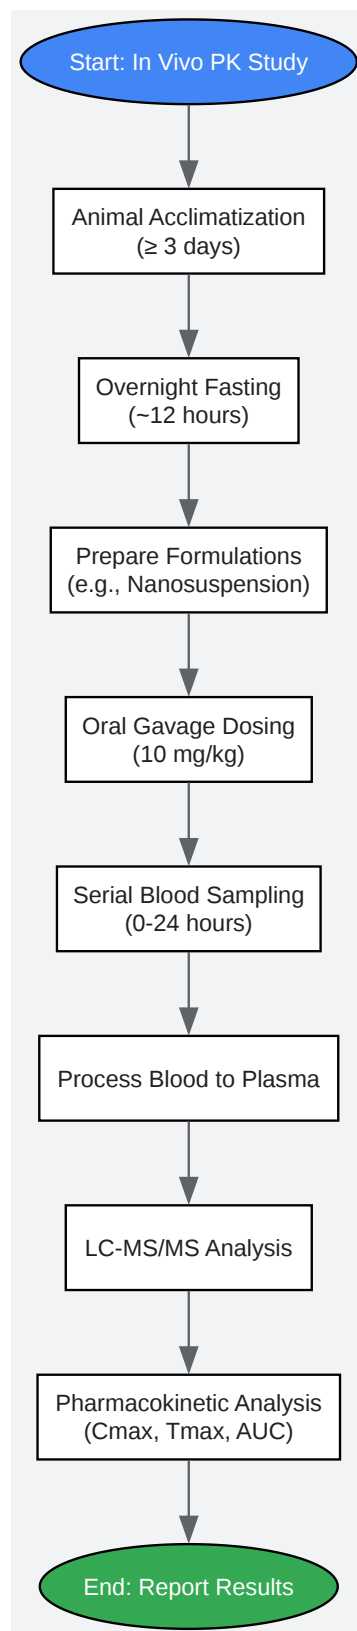 Start: In Vivo PK Study
Animal Acclimatization
(≥ 3 days)
Overnight Fasting
(~12 hours)
Prepare Formulations
(e.g., Nanosuspension)
Oral Gavage Dosing
(10 mg/kg)
Serial Blood Sampling
(0-24 hours)
Process Blood to Plasma
LC-MS/MS Analysis
Pharmacokinetic Analysis
(Cmax, Tmax, AUC)
End: Report Results